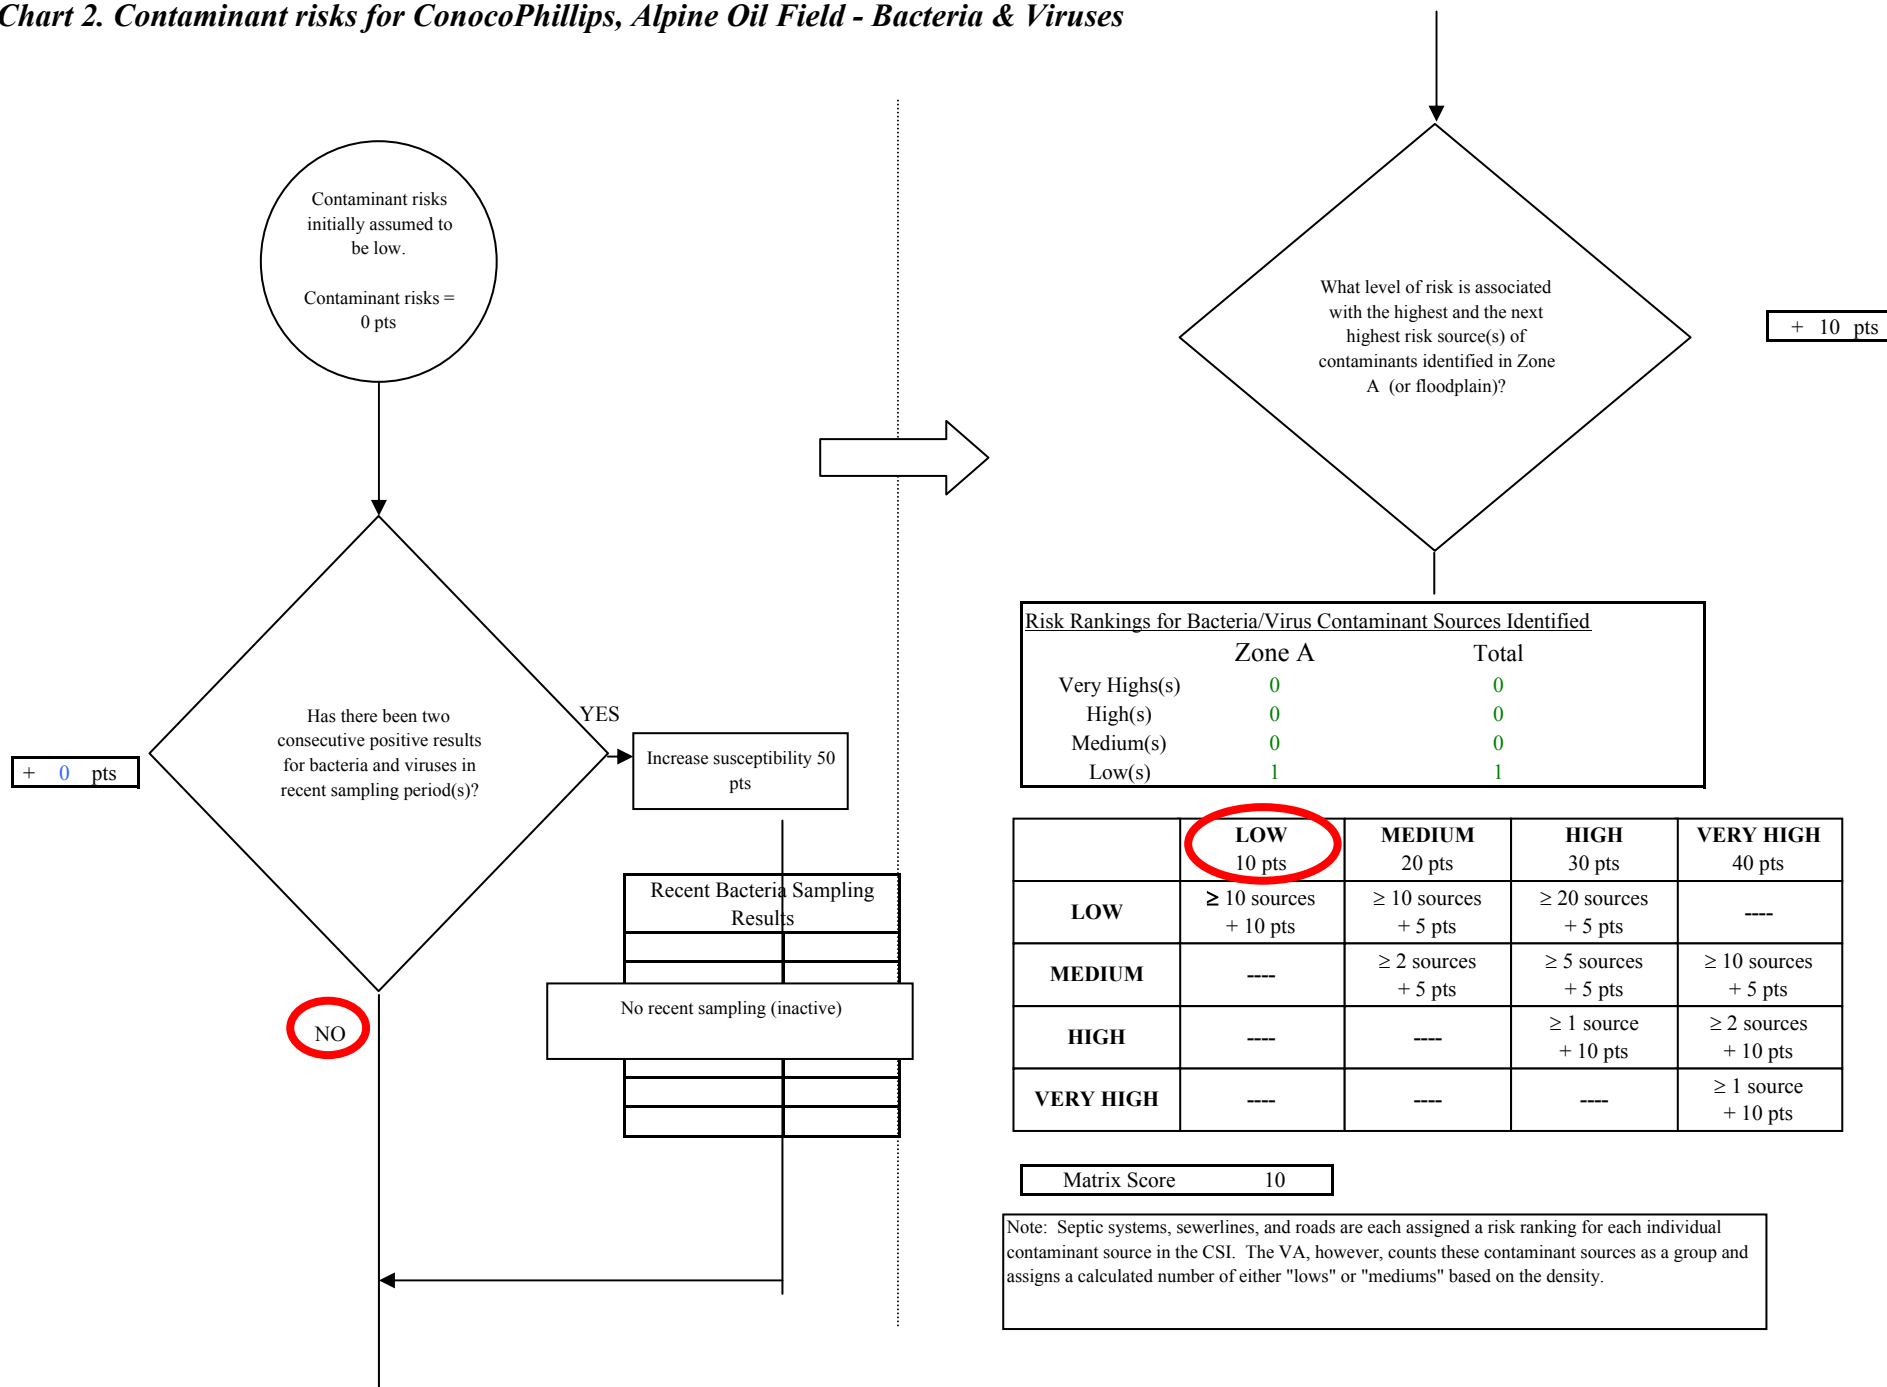 Chart 2. Contaminant risks for ConocoPhillips, Alpine Oil Field - Bacteria & Viruses
Contaminant risks
initially assumed to
be low.
Contaminant risks =
0 pts
Has there been two
consecutive positive results
for bacteria and viruses in
recent sampling period(s)?
+ 0 pts
YES
Increase susceptibility 50
pts
NO
Recent Bacteria Sampling
Results
No recent sampling (inactive)
What level of risk is associated
with the highest and the next
highest risk source(s) of
contaminants identified in Zone
A (or floodplain)?
+ 10 pts
Risk Rankings for Bacteria/Virus Contaminant Sources Identified
Zone A Total
Very Highs(s) 0 0
High(s) 0 0
Medium(s) 0 0
Low(s) 1 1
LOW MEDIUM HIGH VERY HIGH
10 pts 20 pts 30 pts 40 pts
LOW ≥ 10 sources ≥ 10 sources ≥ 20 sources ----
+ 10 pts + 5 pts + 5 pts
MEDIUM ---- ≥ 2 sources ≥ 5 sources ≥ 10 sources
+ 5 pts + 5 pts + 5 pts
HIGH ---- ---- ≥ 1 source ≥ 2 sources
+ 10 pts + 10 pts
VERY HIGH ---- ---- ---- ≥ 1 source
+ 10 pts
Matrix Score 10
Note: Septic systems, sewerlines, and roads are each assigned a risk ranking for each individual
contaminant source in the CSI. The VA, however, counts these contaminant sources as a group and
assigns a calculated number of either "lows" or "mediums" based on the density.